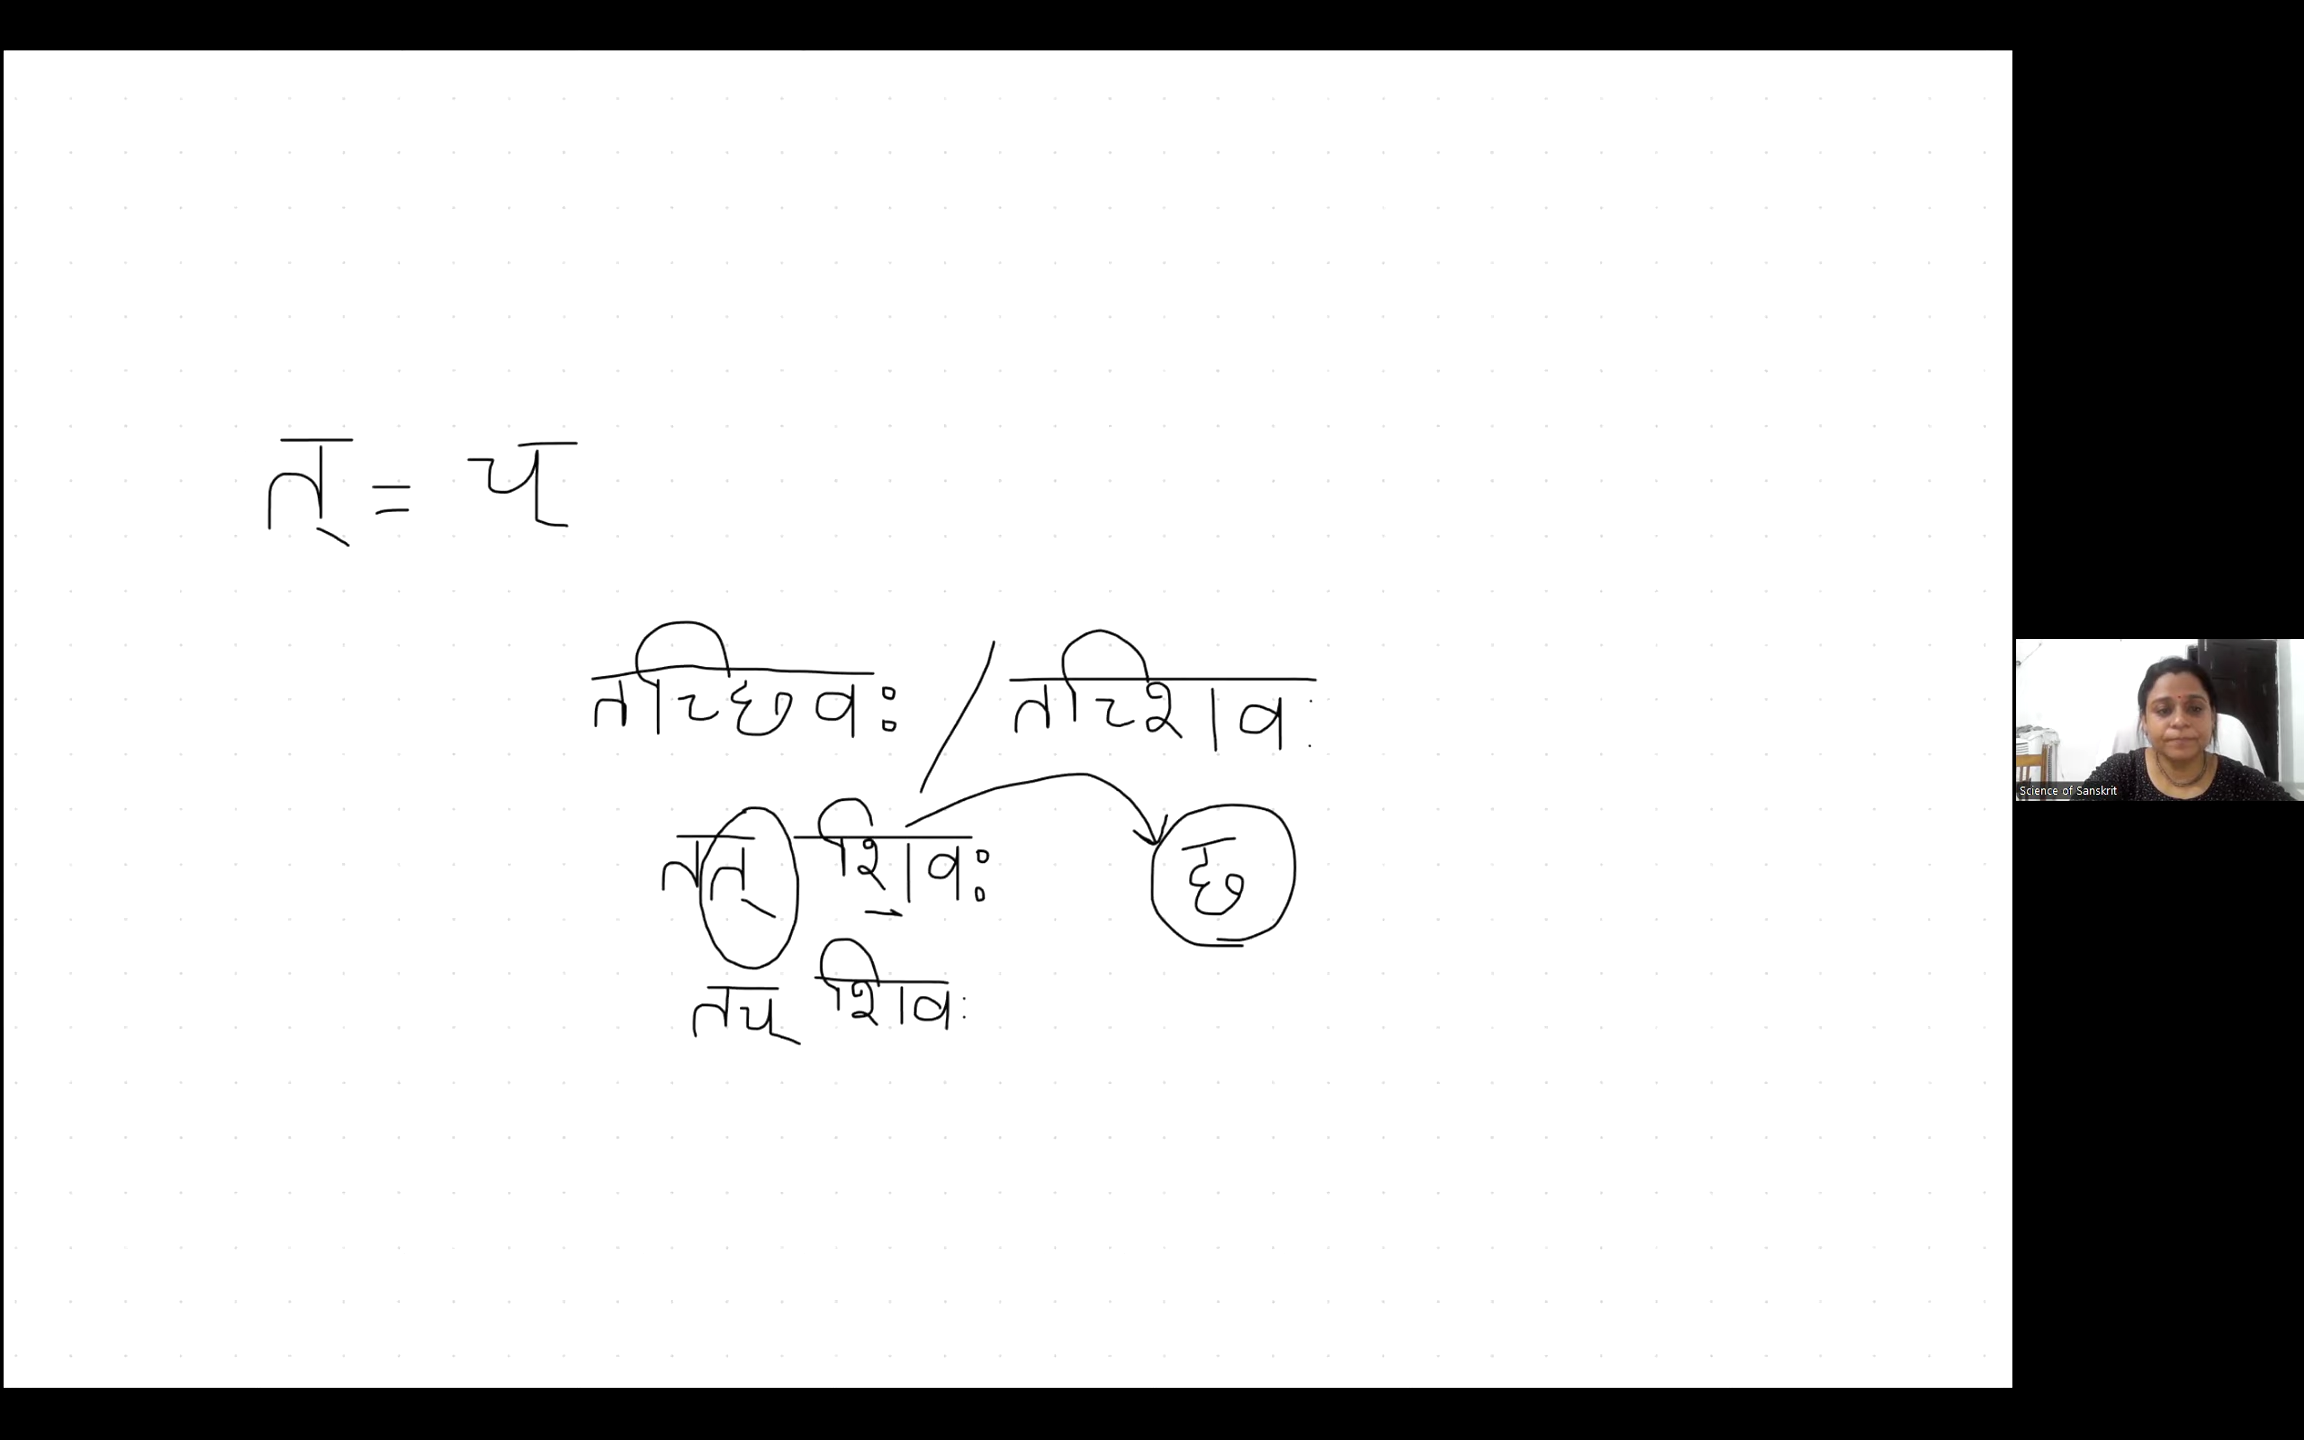 त् = च्
तच्छिवः / तच्शिवः
तत् शिवः छ
तच् शिवः
Science of Sanskrit